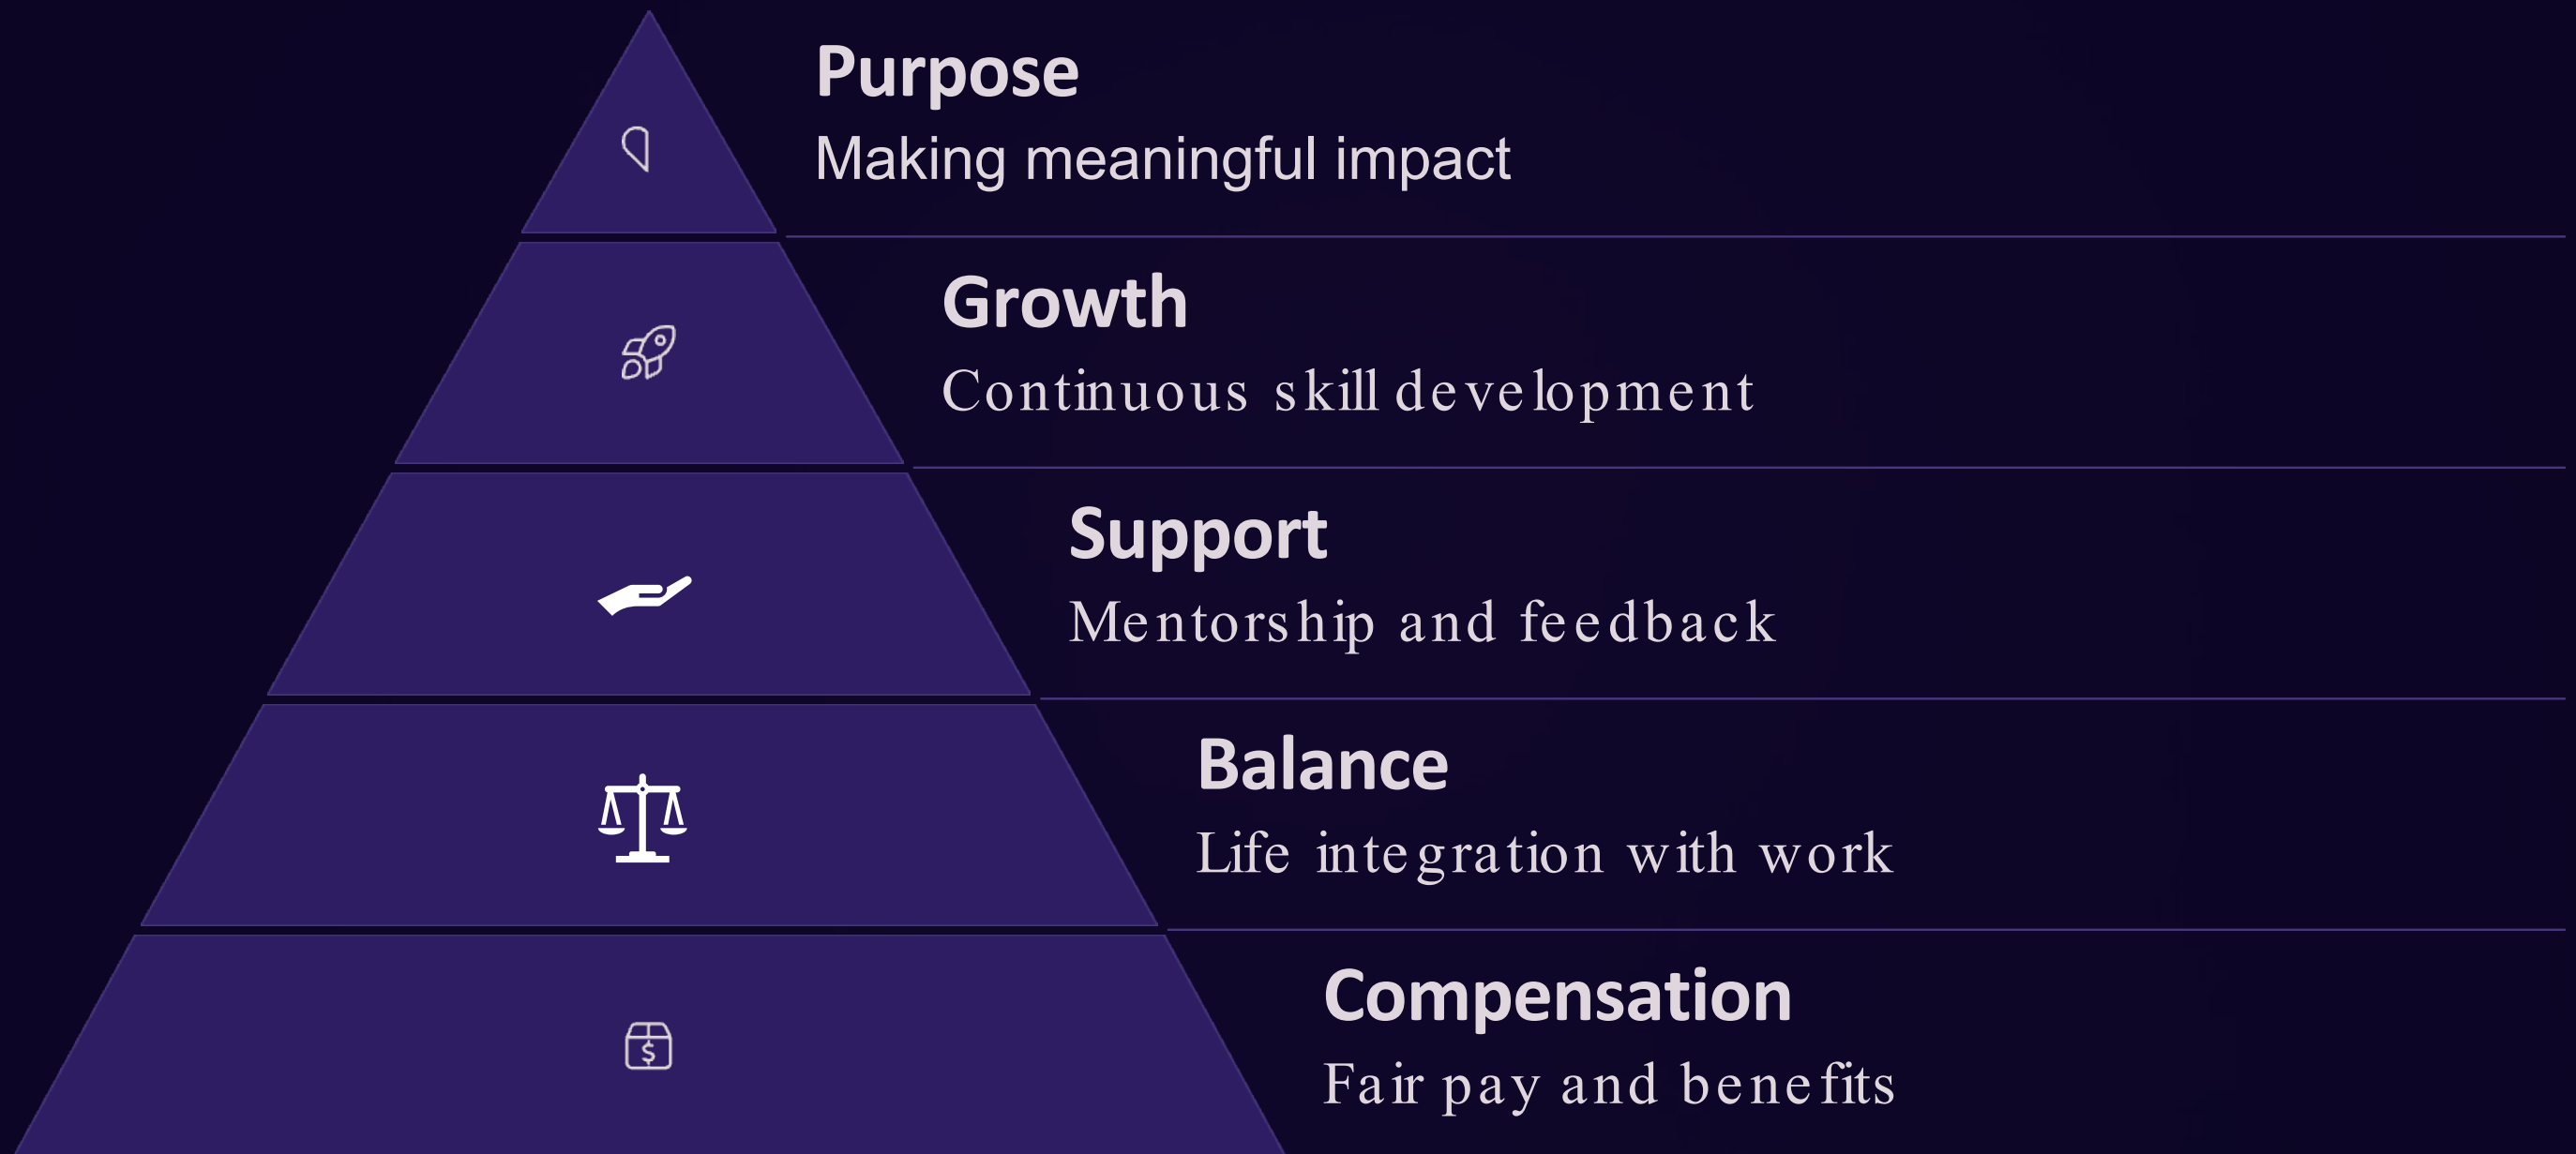 Purpose
Making meaningful impact
Growth
Continuous skill development
Support
Mentorship and feedback
Balance
Life integration with work
$
Compensation
Fair pay and benefits